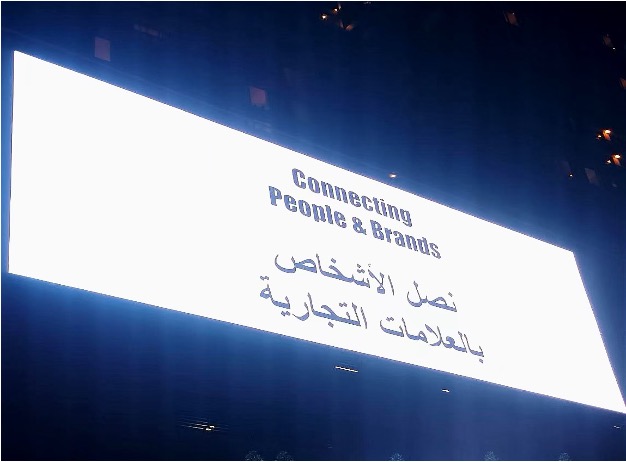 Connecting
People & Brands
نصل الأشخاص
بالعلامات التجارية